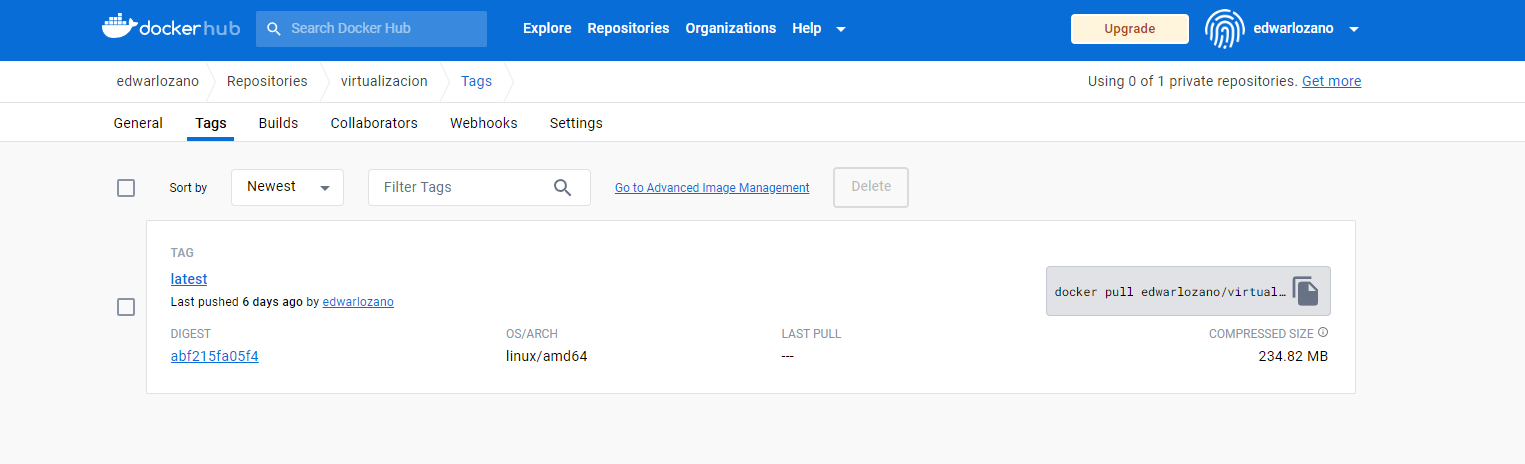 docker hub Search Docker Hub Explore Repositories Organizations Help Upgrade edwarlozano
edwarlozano Repositories virtualizacion Tags Using 0 of 1 private repositories. Get more
General Tags Builds Collaborators Webhooks Settings
Sort by Newest Filter Tags Go to Advanced Image Management Delete
TAG
latest
Last pushed 6 days ago by edwarlozano
docker pull edwarlozano/virtual...
DIGEST OS/ARCH LAST PULL COMPRESSED SIZE
abf215fa05f4 linux/amd64 --- 234.82 MB